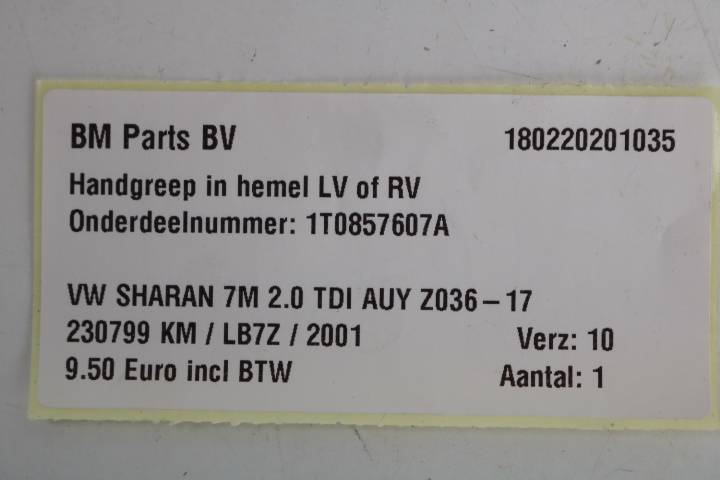 BM Parts BV 180220201035
Handgreep in hemel LV of RV
Onderdeelnummer: 1T0857607A
VW SHARAN 7M 2.0 TDI AUY Z036-17
230799 KM / LB7Z / 2001 Verz: 10
9.50 Euro incl BTW Aantal: 1